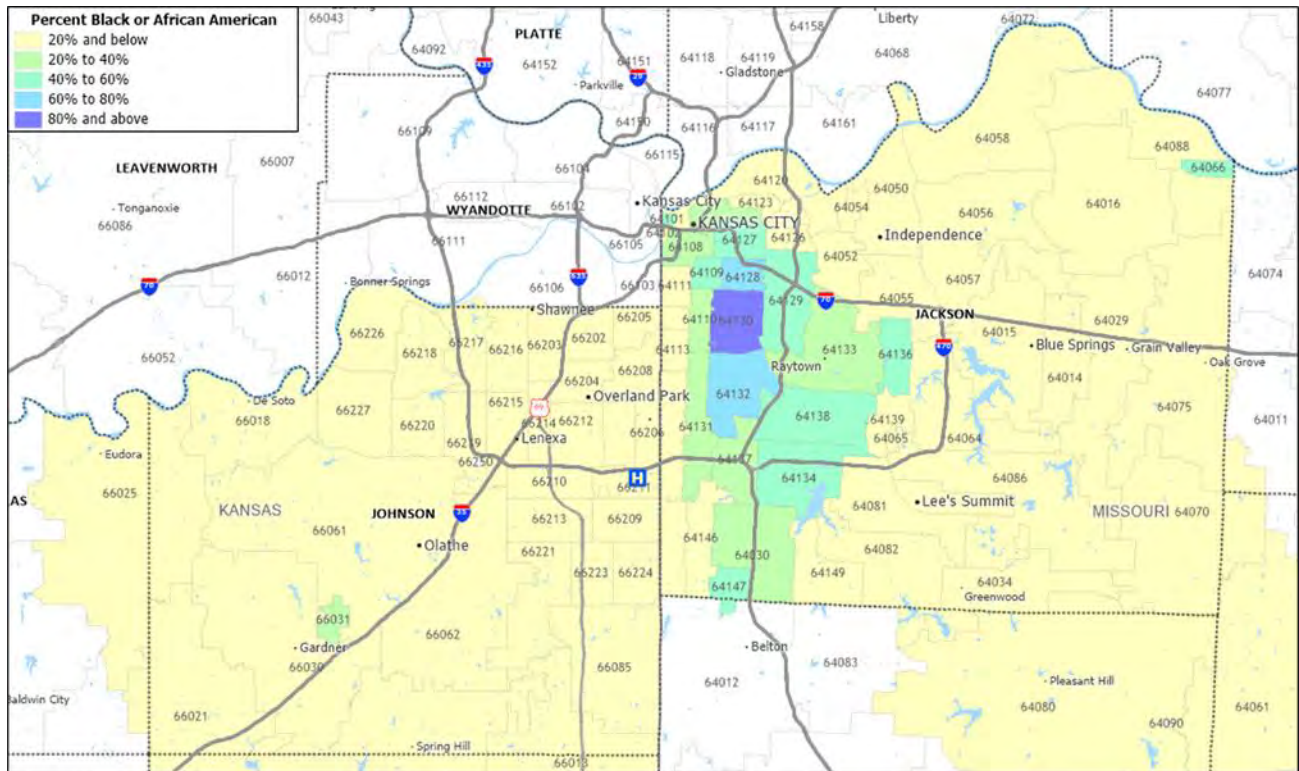 Percent Black or African American
20% and below
20% to 40%
40% to 60%
60% to 80%
80% and above
66043
PLATTE
Liberty
64072
64158
64092
64152
64151
64118
64119
64068
Gladstone
Parkville
64077
64150
64116
64117
64161
66109
64058
66007
66115
64088
LEAVENWORTH
66104
64066
64120
64050
66112
Kansas City
64123
64016
Tonganoxie
WYANDOTTE
66102
64054
64056
66086
64101
KANSAS CITY
64102
64126
Independence
66111
66105
64108
64127
64052
66012
64109
64128
64057
64074
Bonner Springs
66106
66103
64111
64129
70
64055
Shawnee
66205
64110
64130
JACKSON
64029
66226
66217
64015
66218
66216
66203
66202
64113
64133
64136
Blue Springs
Grain Valley
66052
Raytown
Oak Grove
66208
64014
66204
De Soto
66215
Overland Park
64132
64075
66018
66227
66220
66214
66212
64138
64139
64011
66206
64131
64065
64064
Eudora
66219
Lenexa
66250
64137
66025
66210
H
66211
64134
64086
AS
KANSAS
JOHNSON
66213
66209
64081
Lee's Summit
MISSOURI
64070
66061
Olathe
64146
66221
64030
64082
66223
66224
64147
64149
64034
Greenwood
66031
66062
Gardner
66030
Belton
66085
64083
64012
Pleasant Hill
Baldwin City
64080
64061
66021
64090
Spring Hill
66013